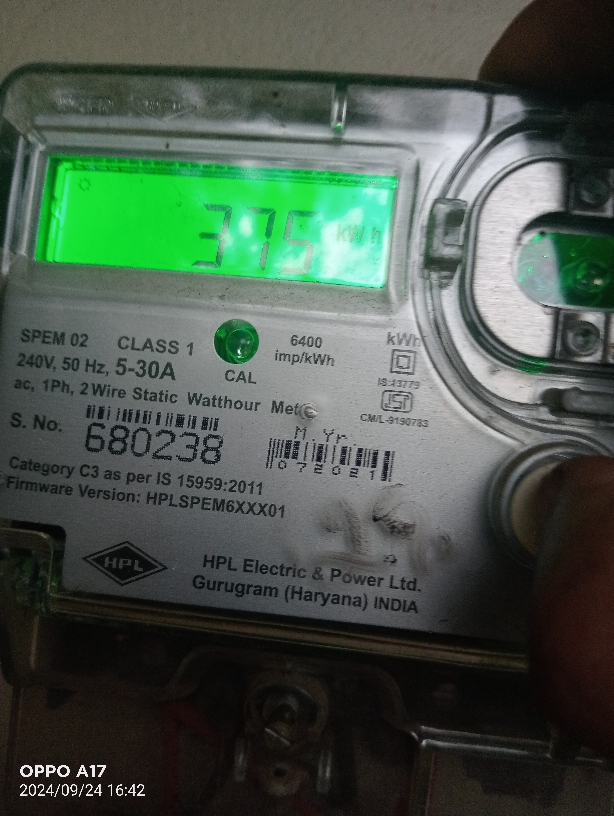 375 kWh
SPEM 02 CLASS 1
240V, 50 Hz, 5-30A
ac, 1Ph, 2 Wire Static Watthour Meter
CAL
6400
imp/kWh
kWh
IS 13779
ISI
CM/L-9190783
S. No. 680238
M. Yr.
072021
Category C3 as per IS 15959:2011
Firmware Version: HPLSPEM6XXX01
HPL
HPL Electric & Power Ltd.
Gurugram (Haryana) INDIA
OPPO A17
2024/09/24 16:42